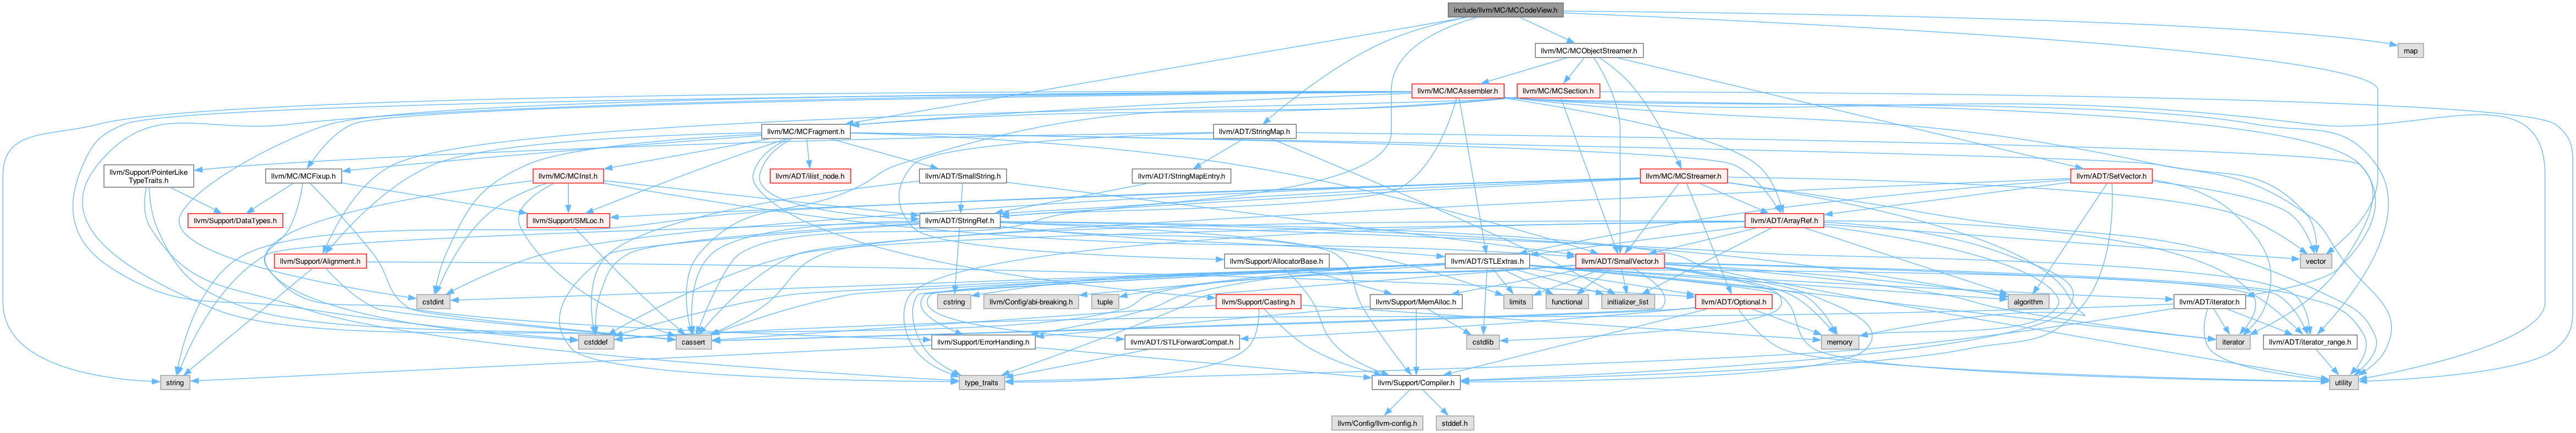 include/llvm/MC/MCCodeView.h
llvm/MC/MCObjectStreamer.h
map
llvm/MC/MCAssembler.h
llvm/MC/MCSection.h
llvm/MC/MCFragment.h
llvm/ADT/StringMap.h
llvm/Support/PointerLike
TypeTraits.h
llvm/MC/MCFixup.h
llvm/MC/MCInst.h
llvm/ADT/ilist_node.h
llvm/ADT/SmallString.h
llvm/ADT/StringMapEntry.h
llvm/MC/MCStreamer.h
llvm/ADT/SetVector.h
llvm/Support/DataTypes.h
llvm/Support/SMLoc.h
llvm/ADT/StringRef.h
llvm/ADT/ArrayRef.h
llvm/Support/Alignment.h
llvm/Support/AllocatorBase.h
llvm/ADT/STLExtras.h
llvm/ADT/SmallVector.h
vector
cstdint
cstring
llvm/Config/abi-breaking.h
tuple
llvm/Support/Casting.h
llvm/Support/MemAlloc.h
limits
functional
initializer_list
llvm/ADT/Optional.h
algorithm
llvm/ADT/iterator.h
cstddef
cassert
llvm/Support/ErrorHandling.h
llvm/ADT/STLForwardCompat.h
cstdlib
memory
iterator
llvm/ADT/iterator_range.h
string
type_traits
llvm/Support/Compiler.h
utility
llvm/Config/llvm-config.h
stddef.h